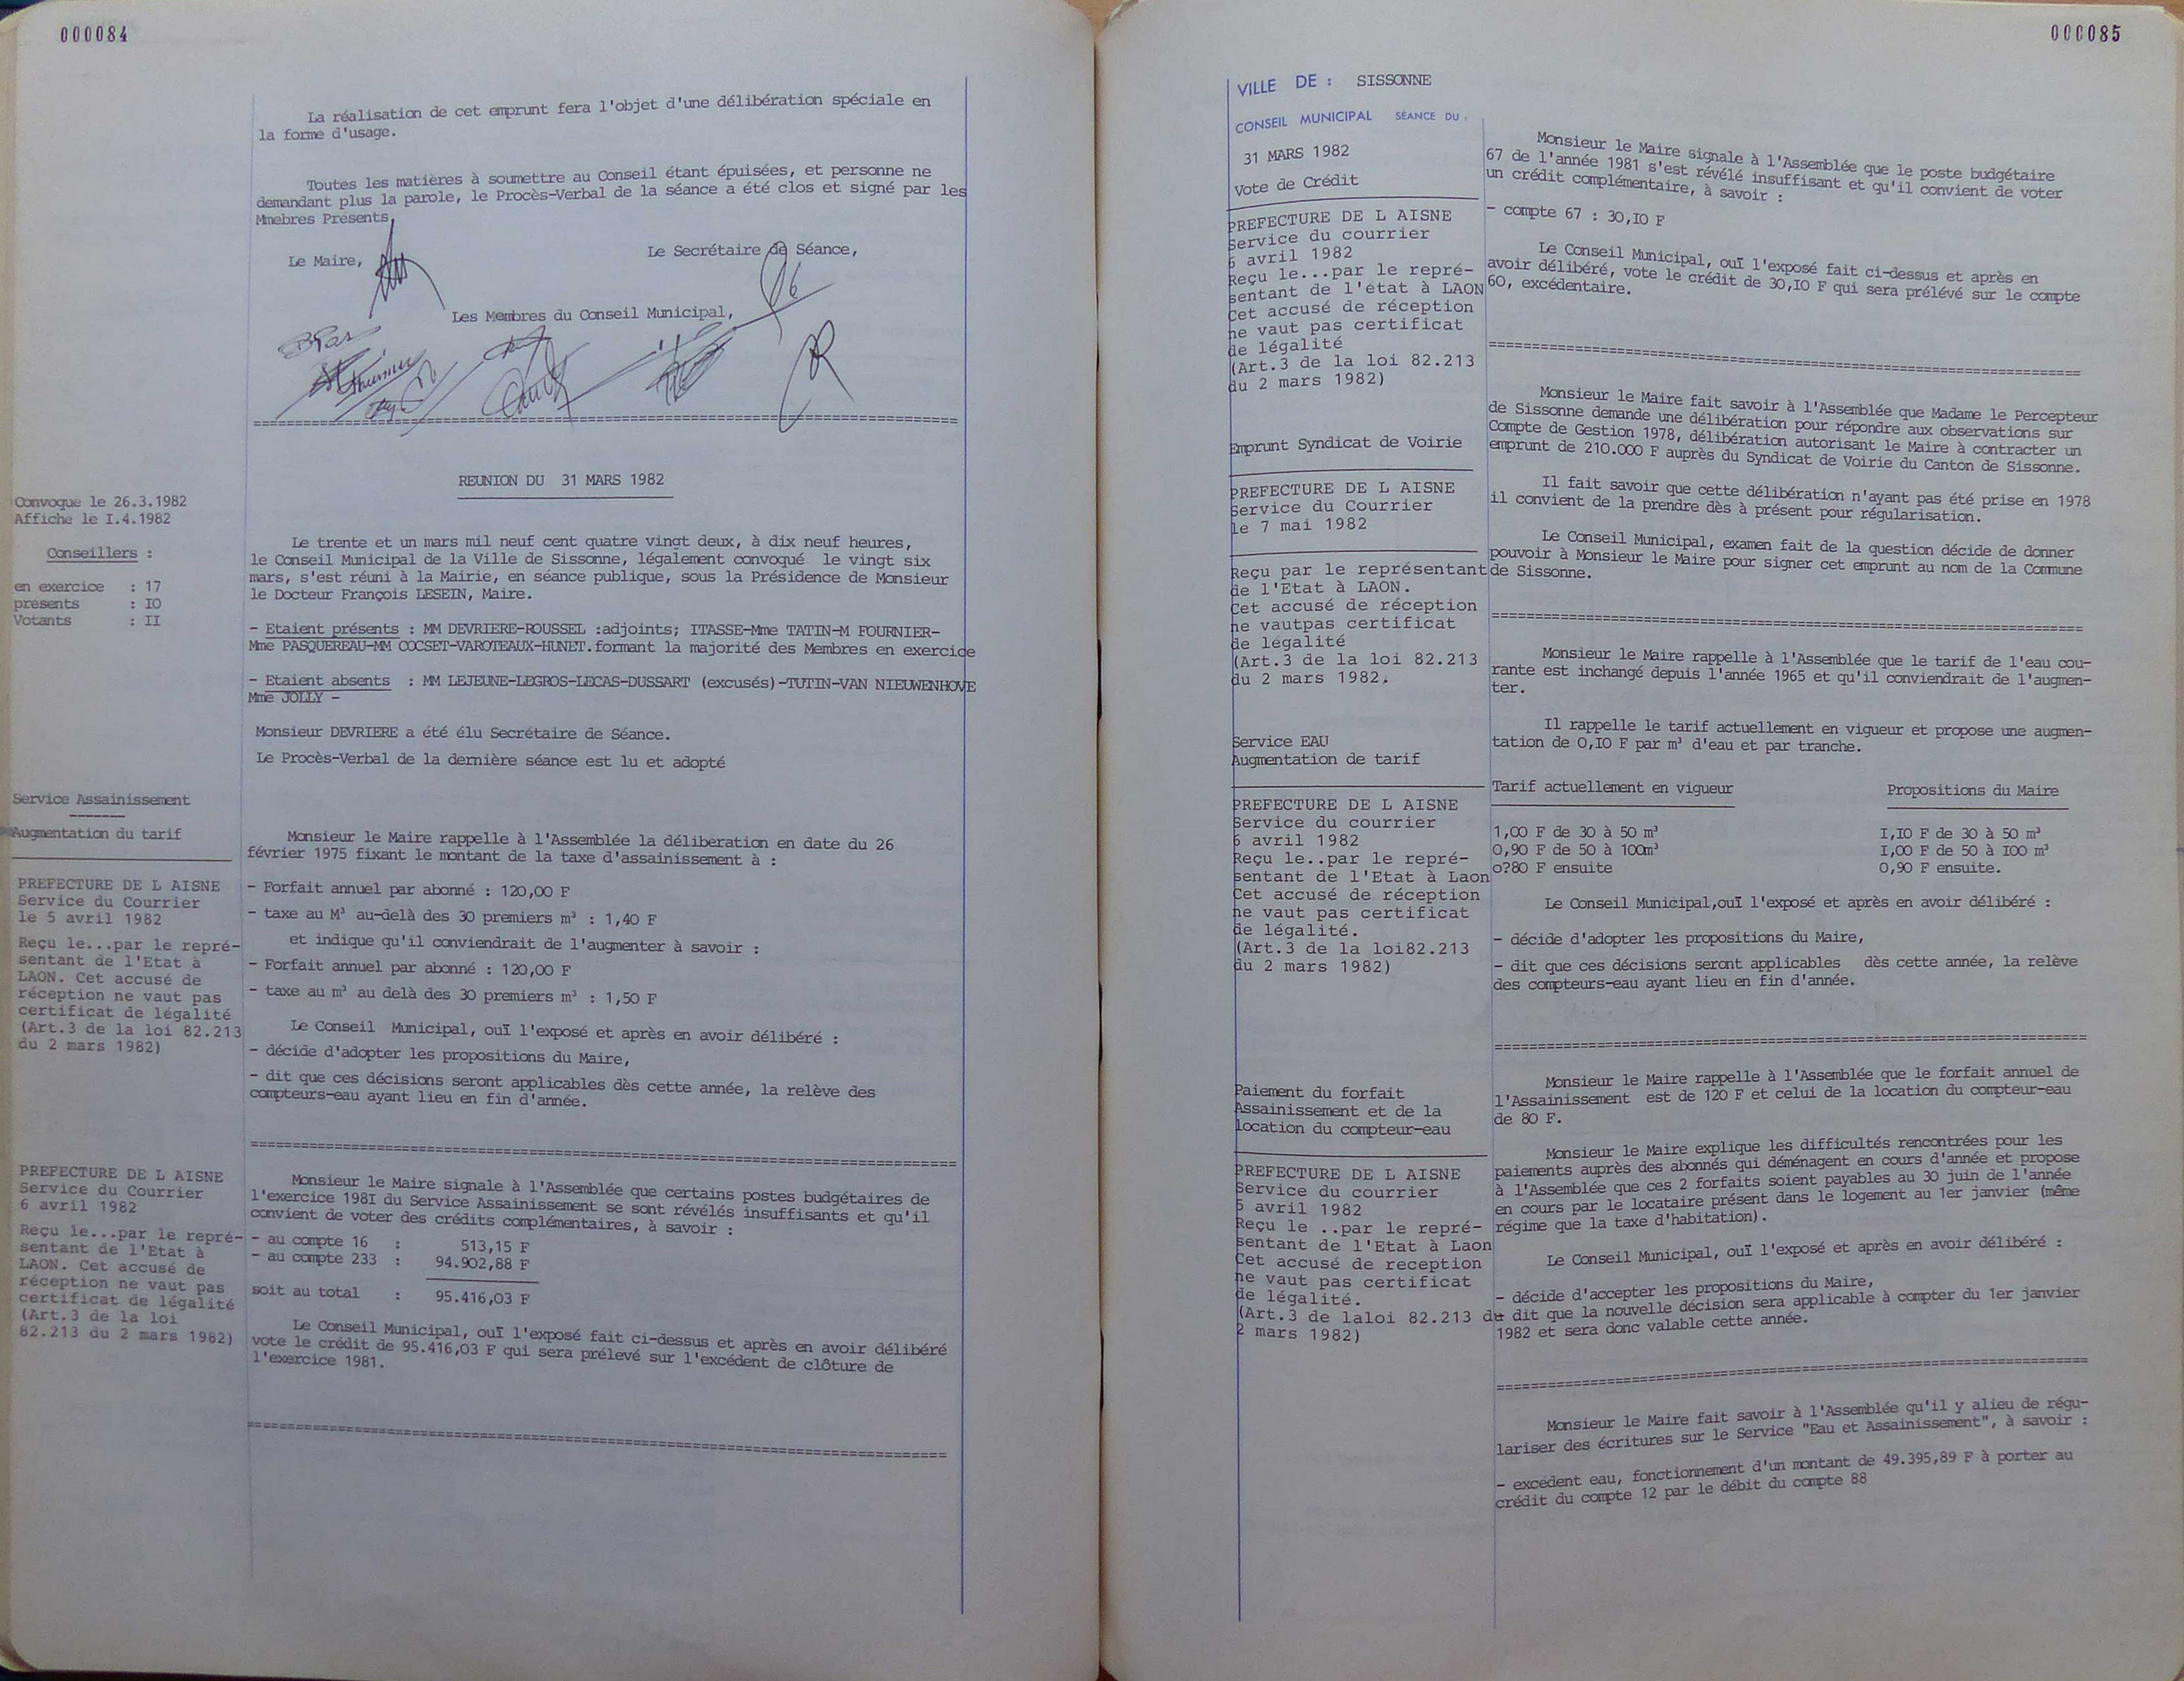 000084
La réalisation de cet emprunt fera l'objet d'une délibération spéciale en
la forme d'usage.
Toutes les matières à soumettre au Conseil étant épuisées, et personne ne
demandant plus la parole, le Procès-Verbal de la séance a été clos et signé par les
Mmebres Présents,
Le Maire,
Le Secrétaire de Séance,
Les Membres du Conseil Municipal,
================================================
REUNION DU 31 MARS 1982
Convoque le 26.3.1982
Affiche le I.4.1982
Conseillers :
en exercice : 17
présents : IO
Votants : II
Le trente et un mars mil neuf cent quatre vingt deux, à dix neuf heures,
le Conseil Municipal de la Ville de Sissonne, légalement convoqué le vingt six
mars, s'est réuni à la Mairie, en séance publique, sous la Présidence de Monsieur
le Docteur François LESEIN, Maire.
- Etaient présents : MM DEVRIERE-ROUSSEL :adjoints; ITASSE-Mme TATIN-M FOURNIER-
Mme PASQUEREAU-MM COCSET-VAROTEAUX-HUNET.formant la majorité des Membres en exercice
- Etaient absents : MM LEJEUNE-LEGROS-LECAS-DUSSART (excusés)-TUTIN-VAN NIEUWENHOVE
Mme JOLLY -
Monsieur DEVRIERE a été élu Secrétaire de Séance.
Le Procès-Verbal de la dernière séance est lu et adopté
Service Assainissement
-------
Augmentation du tarif
PREFECTURE DE L AISNE
Service du Courrier
le 5 avril 1982
Reçu le...par le repré-
sentant de l'Etat à
LAON. Cet accusé de
réception ne vaut pas
certificat de légalité
(Art.3 de la loi 82.213
du 2 mars 1982)
Monsieur le Maire rappelle à l'Assemblée la déliberation en date du 26
février 1975 fixant le montant de la taxe d'assainissement à :
- Forfait annuel par abonné : 120,00 F
- taxe au M³ au-delà des 30 premiers m³ : 1,40 F
et indique qu'il conviendrait de l'augmenter à savoir :
- Forfait annuel par abonné : 120,00 F
- taxe au m³ au delà des 30 premiers m³ : 1,50 F
Le Conseil Municipal, ouï l'exposé et après en avoir délibéré :
- décide d'adopter les propositions du Maire,
- dit que ces décisions seront applicables dès cette année, la relève des
compteurs-eau ayant lieu en fin d'année.
================================================
PREFECTURE DE L AISNE
Service du Courrier
6 avril 1982
Reçu le...par le repré-
sentant de l'Etat à
LAON. Cet accusé de
réception ne vaut pas
certificat de légalité
(Art.3 de la loi
82.213 du 2 mars 1982)
Monsieur le Maire signale à l'Assemblée que certains postes budgétaires de
l'exercice 198I du Service Assainissement se sont révélés insuffisants et qu'il
convient de voter des crédits complémentaires, à savoir :
- au compte 16 : 513,15 F
- au compte 233 : 94.902,88 F
soit au total : 95.416,03 F
Le Conseil Municipal, ouï l'exposé fait ci-dessus et après en avoir délibéré
vote le crédit de 95.416,03 F qui sera prélevé sur l'excédent de clôture de
l'exercice 1981.
================================================
000085
VILLE DE : SISSONNE
CONSEIL MUNICIPAL SÉANCE DU :
31 MARS 1982
Vote de Crédit
PREFECTURE DE L AISNE
Service du courrier
6 avril 1982
Reçu le...par le repré-
sentant de l'état à LAON
Cet accusé de réception
ne vaut pas certificat
de légalité
(Art.3 de la loi 82.213
du 2 mars 1982)
Monsieur le Maire signale à l'Assemblée que le poste budgétaire
67 de l'année 1981 s'est révélé insuffisant et qu'il convient de voter
un crédit complémentaire, à savoir :
- compte 67 : 30,IO F
Le Conseil Municipal, ouï l'exposé fait ci-dessus et après en
avoir délibéré, vote le crédit de 30,IO F qui sera prélévé sur le compte
60, excédentaire.
================================================
Emprunt Syndicat de Voirie
PREFECTURE DE L AISNE
Service du Courrier
le 7 mai 1982
Reçu par le représentant
de l'Etat à LAON.
Cet accusé de réception
ne vautpas certificat
de légalité
(Art.3 de la loi 82.213
du 2 mars 1982.
Monsieur le Maire fait savoir à l'Assemblée que Madame le Percepteur
de Sissonne demande une délibération pour répondre aux observations sur
Compte de Gestion 1978, délibération autorisant le Maire à contracter un
emprunt de 210.000 F auprès du Syndicat de Voirie du Canton de Sissonne.
Il fait savoir que cette délibération n'ayant pas été prise en 1978
il convient de la prendre dès à présent pour régularisation.
Le Conseil Municipal, examen fait de la question décide de donner
pouvoir à Monsieur le Maire pour signer cet emprunt au nom de la Commune
de Sissonne.
================================================
Service EAU
Augmentation de tarif
PREFECTURE DE L AISNE
Service du courrier
6 avril 1982
Reçu le..par le repré-
sentant de l'Etat à Laon
Cet accusé de réception
ne vaut pas certificat
de légalité.
(Art.3 de la loi82.213
du 2 mars 1982)
Monsieur le Maire rappelle à l'Assemblée que le tarif de l'eau cou-
rante est inchangé depuis l'année 1965 et qu'il conviendrait de l'augmen-
ter.
Il rappelle le tarif actuellement en vigueur et propose une augmen-
tation de 0,IO F par m³ d'eau et par tranche.
Tarif actuellement en vigueur Propositions du Maire
1,00 F de 30 à 50 m³ I,IO F de 30 à 50 m³
0,90 F de 50 à 100m³ I,00 F de 50 à IOO m³
o?80 F ensuite 0,90 F ensuite.
Le Conseil Municipal,ouï l'exposé et après en avoir délibéré :
- décide d'adopter les propositions du Maire,
- dit que ces décisions seront applicables dès cette année, la relève
des compteurs-eau ayant lieu en fin d'année.
================================================
Paiement du forfait
Assainissement et de la
location du compteur-eau
PREFECTURE DE L AISNE
Service du courrier
6 avril 1982
Reçu le ..par le repré-
sentant de l'Etat à Laon
Cet accusé de reception
ne vaut pas certificat
de légalité.
(Art.3 de laloi 82.213 du
2 mars 1982)
Monsieur le Maire rappelle à l'Assemblée que le forfait annuel de
l'Assainissement est de 120 F et celui de la location du compteur-eau
de 80 F.
Monsieur le Maire explique les difficultés rencontrées pour les
paiements auprès des abonnés qui déménagent en cours d'année et propose
à l'Assemblée que ces 2 forfaits soient payables au 30 juin de l'année
en cours par le locataire présent dans le logement au 1er janvier (même
régime que la taxe d'habitation).
Le Conseil Municipal, ouï l'exposé et après en avoir délibéré :
- décide d'accepter les propositions du Maire,
- dit que la nouvelle décision sera applicable à compter du 1er janvier
1982 et sera donc valable cette année.
================================================
Monsieur le Maire fait savoir à l'Assemblée qu'il y alieu de régu-
lariser des écritures sur le Service "Eau et Assainissement", à savoir :
- excédent eau, fonctionnement d'un montant de 49.395,89 F à porter au
crédit du compte 12 par le débit du compte 88